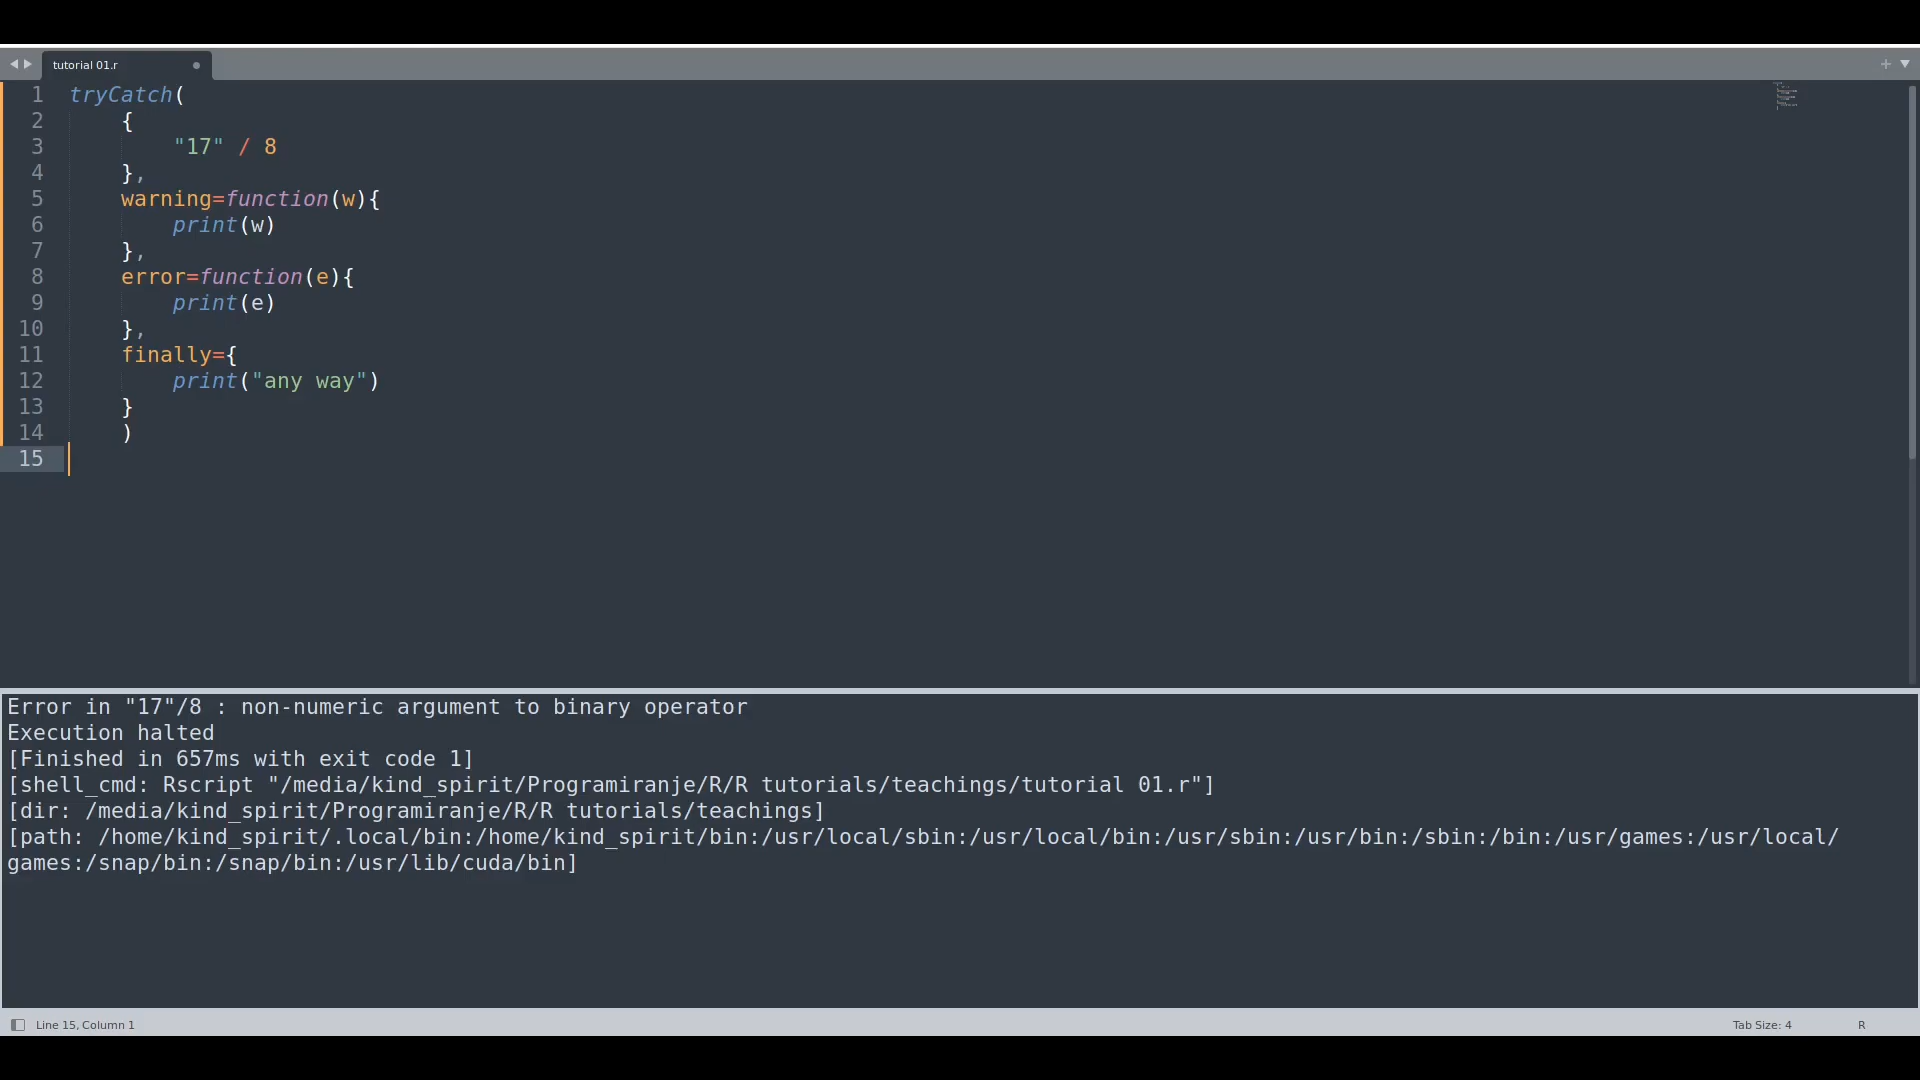 tutorial 01.r
1 tryCatch(
2     {
3         "17" / 8
4     },
5     warning=function(w){
6         print(w)
7     },
8     error=function(e){
9         print(e)
10     },
11     finally={
12         print("any way")
13     }
14     )
15
Error in "17"/8 : non-numeric argument to binary operator
Execution halted
[Finished in 657ms with exit code 1]
[shell_cmd: Rscript "/media/kind_spirit/Programiranje/R/R tutorials/teachings/tutorial 01.r"]
[dir: /media/kind_spirit/Programiranje/R/R tutorials/teachings]
[path: /home/kind_spirit/.local/bin:/home/kind_spirit/bin:/usr/local/sbin:/usr/local/bin:/usr/sbin:/usr/bin:/sbin:/bin:/usr/games:/usr/local/
games:/snap/bin:/snap/bin:/usr/lib/cuda/bin]
Line 15, Column 1
Tab Size: 4
R